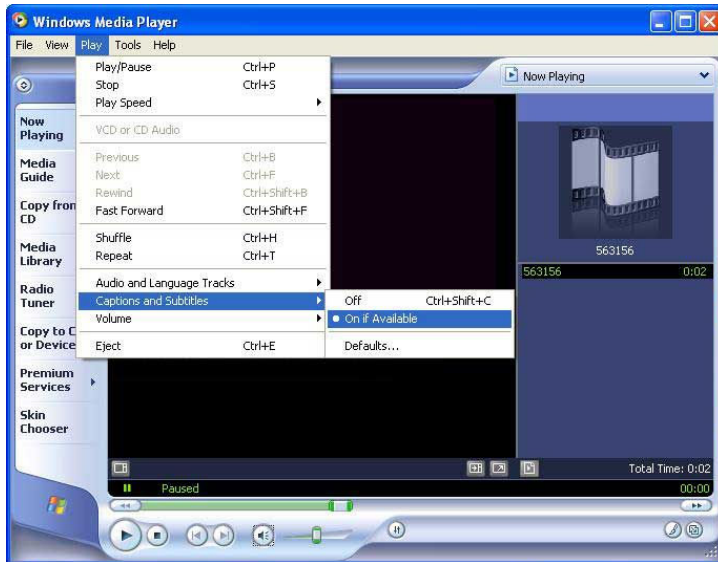 Windows Media Player
File View Play Tools Help
Play/Pause Ctrl+P
Stop Ctrl+S
Play Speed
VCD or CD Audio
Previous Ctrl+B
Next Ctrl+F
Rewind Ctrl+Shift+B
Fast Forward Ctrl+Shift+F
Shuffle Ctrl+H
Repeat Ctrl+T
Audio and Language Tracks
Captions and Subtitles
Volume
Eject Ctrl+E
Off Ctrl+Shift+C
On if Available
Defaults...
Now
Playing
Media
Guide
Copy from
CD
Media
Library
Radio
Tuner
Copy to C
or Device
Premium
Services
Skin
Chooser
Now Playing
563156
563156 0:02
Total Time: 0:02
Paused 00:00